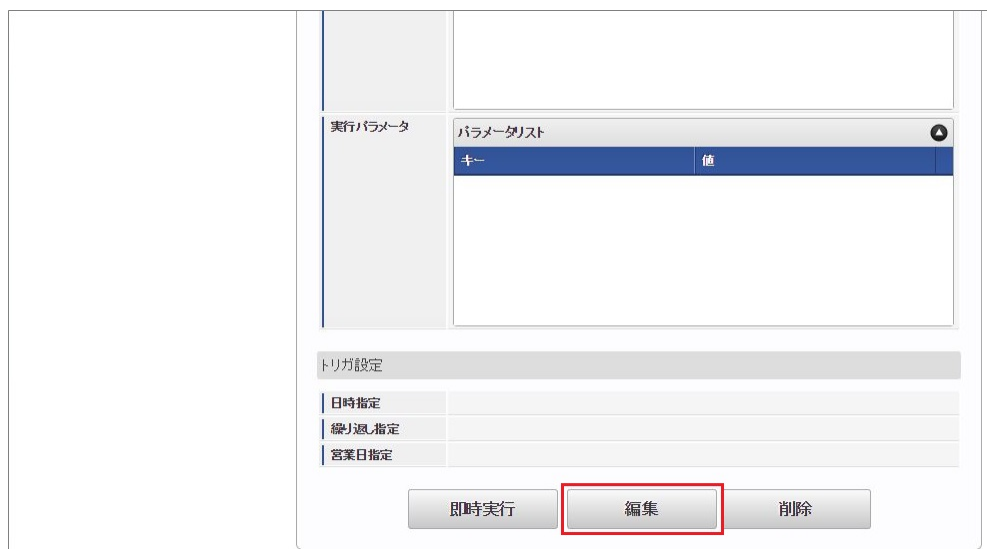 実行パラメータ
パラメータリスト
キー 値
トリガ設定
日時指定
繰り返し指定
営業日指定
即時実行 編集 削除